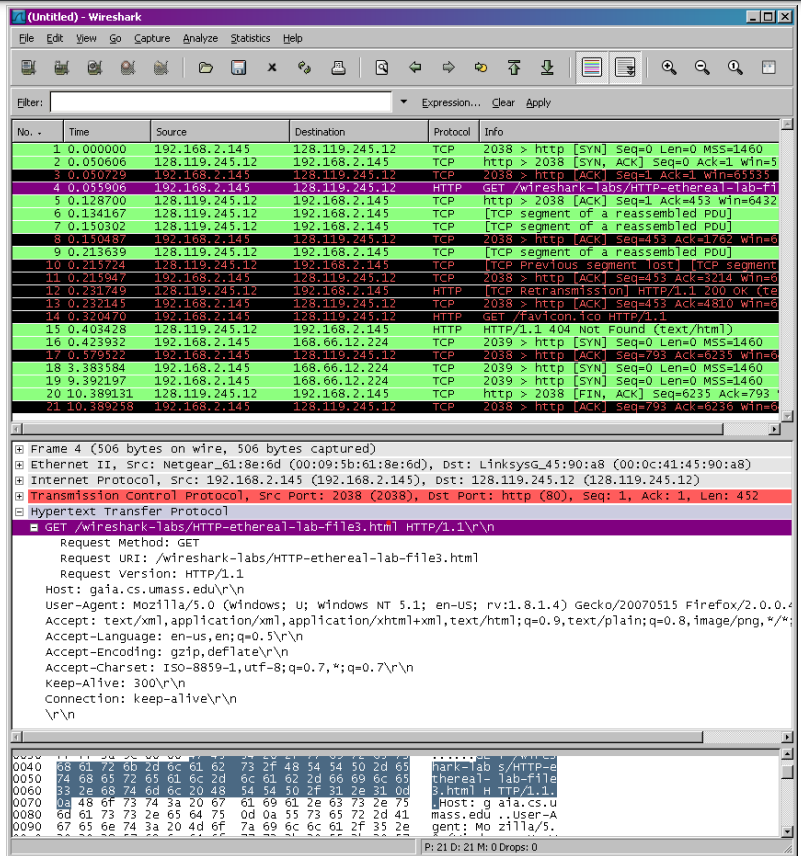 (Untitled) - Wireshark
File Edit View Go Capture Analyze Statistics Help
Filter: Expression... Clear Apply
No. - Time Source Destination Protocol Info
1 0.000000 192.168.2.145 128.119.245.12 TCP 2038 > http [SYN] Seq=0 Len=0 MSS=1460
2 0.050606 128.119.245.12 192.168.2.145 TCP http > 2038 [SYN, ACK] Seq=0 Ack=1 Win=5
3 0.050729 192.168.2.145 128.119.245.12 TCP 2038 > http [ACK] Seq=1 Ack=1 Win=65535
4 0.055906 192.168.2.145 128.119.245.12 HTTP GET /wireshark-labs/HTTP-ethereal-lab-fi
5 0.128700 128.119.245.12 192.168.2.145 TCP http > 2038 [ACK] Seq=1 Ack=453 Win=6432
6 0.134167 128.119.245.12 192.168.2.145 TCP [TCP segment of a reassembled PDU]
7 0.150302 128.119.245.12 192.168.2.145 TCP [TCP segment of a reassembled PDU]
8 0.150487 192.168.2.145 128.119.245.12 TCP 2038 > http [ACK] Seq=453 Ack=1762 Win=6
9 0.213639 128.119.245.12 192.168.2.145 TCP [TCP segment of a reassembled PDU]
10 0.215724 128.119.245.12 192.168.2.145 TCP [TCP Previous segment lost] [TCP segment
11 0.215947 192.168.2.145 128.119.245.12 TCP 2038 > http [ACK] Seq=453 Ack=3214 Win=6
12 0.231749 128.119.245.12 192.168.2.145 HTTP [TCP Retransmission] HTTP/1.1 200 OK (te
13 0.232145 192.168.2.145 128.119.245.12 TCP 2038 > http [ACK] Seq=453 Ack=4810 Win=6
14 0.320470 192.168.2.145 128.119.245.12 HTTP GET /favicon.ico HTTP/1.1
15 0.403428 128.119.245.12 192.168.2.145 HTTP HTTP/1.1 404 Not Found (text/html)
16 0.423932 192.168.2.145 168.66.12.224 TCP 2039 > http [SYN] Seq=0 Len=0 MSS=1460
17 0.579522 192.168.2.145 128.119.245.12 TCP 2038 > http [ACK] Seq=793 Ack=6235 Win=6
18 3.383584 192.168.2.145 168.66.12.224 TCP 2039 > http [SYN] Seq=0 Len=0 MSS=1460
19 9.392197 192.168.2.145 168.66.12.224 TCP 2039 > http [SYN] Seq=0 Len=0 MSS=1460
20 10.389131 128.119.245.12 192.168.2.145 TCP http > 2038 [FIN, ACK] Seq=6235 Ack=793
21 10.389258 192.168.2.145 128.119.245.12 TCP 2038 > http [ACK] Seq=793 Ack=6236 Win=6
Frame 4 (506 bytes on wire, 506 bytes captured)
Ethernet II, Src: Netgear_61:8e:6d (00:09:5b:61:8e:6d), Dst: LinksysG_45:90:a8 (00:0c:41:45:90:a8)
Internet Protocol, Src: 192.168.2.145 (192.168.2.145), Dst: 128.119.245.12 (128.119.245.12)
Transmission Control Protocol, Src Port: 2038 (2038), Dst Port: http (80), Seq: 1, Ack: 1, Len: 452
Hypertext Transfer Protocol
GET /wireshark-labs/HTTP-ethereal-lab-file3.html HTTP/1.1\r\n
Request Method: GET
Request URI: /wireshark-labs/HTTP-ethereal-lab-file3.html
Request Version: HTTP/1.1
Host: gaia.cs.umass.edu\r\n
User-Agent: Mozilla/5.0 (Windows; U; Windows NT 5.1; en-US; rv:1.8.1.4) Gecko/20070515 Firefox/2.0.0.4
Accept: text/xml,application/xml,application/xhtml+xml,text/html;q=0.9,text/plain;q=0.8,image/png,*/*;
Accept-Language: en-us,en;q=0.5\r\n
Accept-Encoding: gzip,deflate\r\n
Accept-Charset: ISO-8859-1,utf-8;q=0.7,*;q=0.7\r\n
Keep-Alive: 300\r\n
Connection: keep-alive\r\n
\r\n
0040 68 61 72 6b 2d 6c 61 62 73 2f 48 54 54 50 2d 65 hark-lab s/HTTP-e
0050 74 68 65 72 65 61 6c 2d 6c 61 62 2d 66 69 6c 65 thereal- lab-file
0060 33 2e 68 74 6d 6c 20 48 54 54 50 2f 31 2e 31 0d 3.html H TTP/1.1.
0070 0a 48 6f 73 74 3a 20 67 61 69 61 2e 63 73 2e 75 .Host: g aia.cs.u
0080 6d 61 73 73 2e 65 64 75 0d 0a 55 73 65 72 2d 41 mass.edu ..User-A
0090 67 65 6e 74 3a 20 4d 6f 7a 69 6c 6c 61 2f 35 2e gent: Mo zilla/5.
P: 21 D: 21 M: 0 Drops: 0